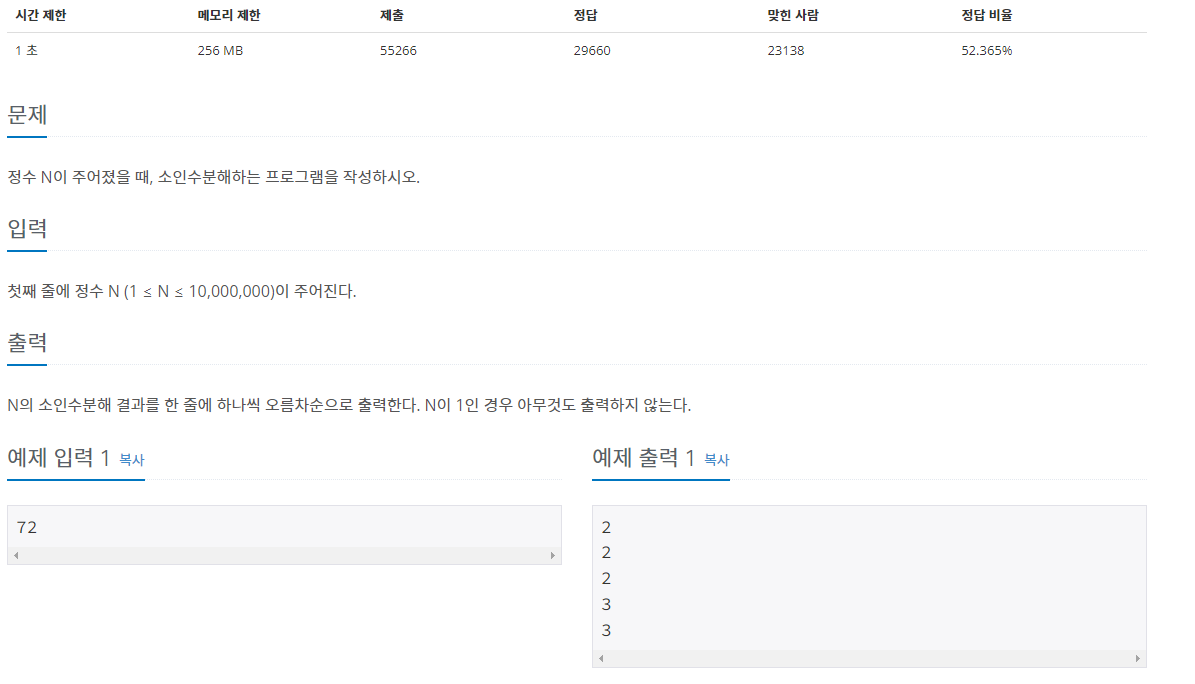 시간 제한 메모리 제한 제출 정답 맞힌 사람 정답 비율
1 초 256 MB 55266 29660 23138 52.365%
문제
정수 N이 주어졌을 때, 소인수분해하는 프로그램을 작성하시오.
입력
첫째 줄에 정수 N (1 ≤ N ≤ 10,000,000)이 주어진다.
출력
N의 소인수분해 결과를 한 줄에 하나씩 오름차순으로 출력한다. N이 1인 경우 아무것도 출력하지 않는다.
예제 입력 1 복사
72
예제 출력 1 복사
2
2
2
3
3